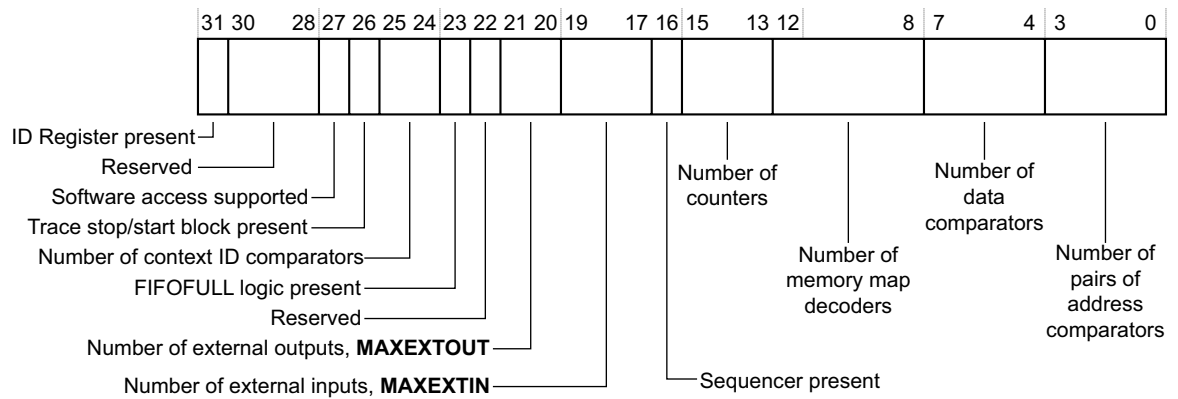 31 30 28 27 26 25 24 23 22 21 20 19 17 16 15 13 12 8 7 4 3 0
ID Register present
Reserved
Software access supported
Trace stop/start block present
Number of context ID comparators
FIFOFULL logic present
Reserved
Number of external outputs, MAXEXTOUT
Number of external inputs, MAXEXTIN
Sequencer present
Number of
counters
Number of
memory map
decoders
Number of
data
comparators
Number of
pairs of
address
comparators